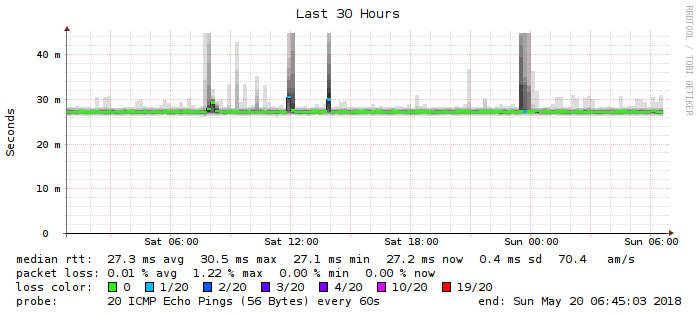 Last 30 Hours
RRDTOOL / TOBI OETIKER
Seconds
40 m
30 m
20 m
10 m
0
Sat 06:00 Sat 12:00 Sat 18:00 Sun 00:00 Sun 06:00
median rtt: 27.3 ms avg 30.5 ms max 27.1 ms min 27.2 ms now 0.4 ms sd 70.4 am/s
packet loss: 0.01 % avg 1.22 % max 0.00 % min 0.00 % now
loss color: 0 1/20 2/20 3/20 4/20 10/20 19/20
probe: 20 ICMP Echo Pings (56 Bytes) every 60s end: Sun May 20 06:45:03 2018